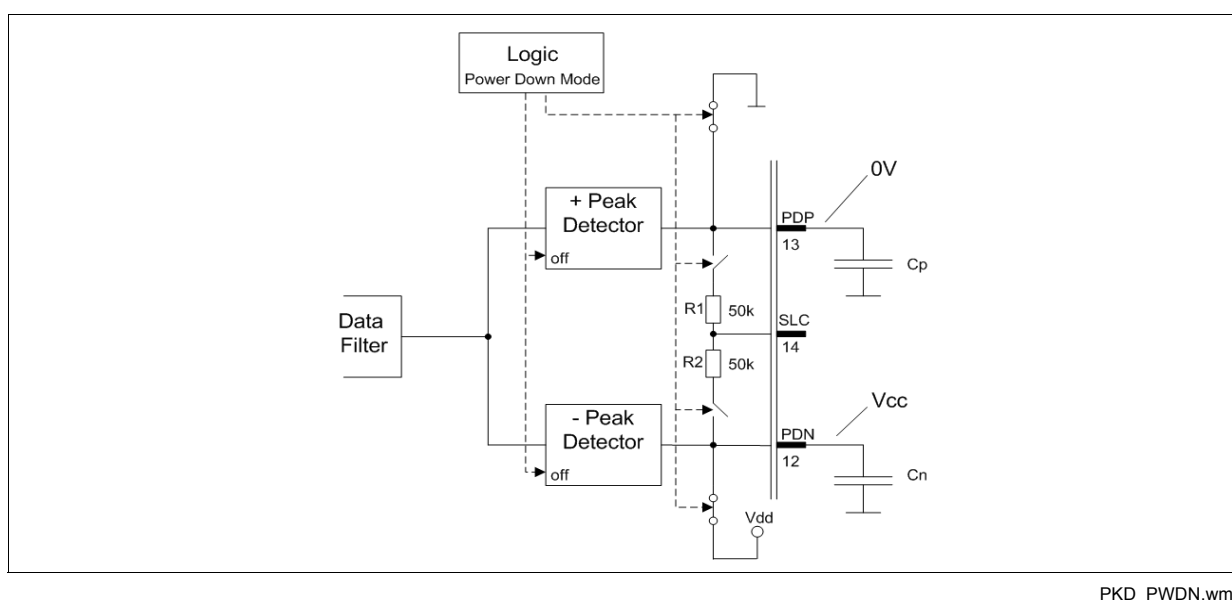 Logic
Power Down Mode
+ Peak
Detector
off
0V
PDP
13
Cp
R1
50k
SLC
14
Data
Filter
R2
50k
- Peak
Detector
off
Vcc
PDN
12
Cn
Vdd
PKD_PWDN.wm